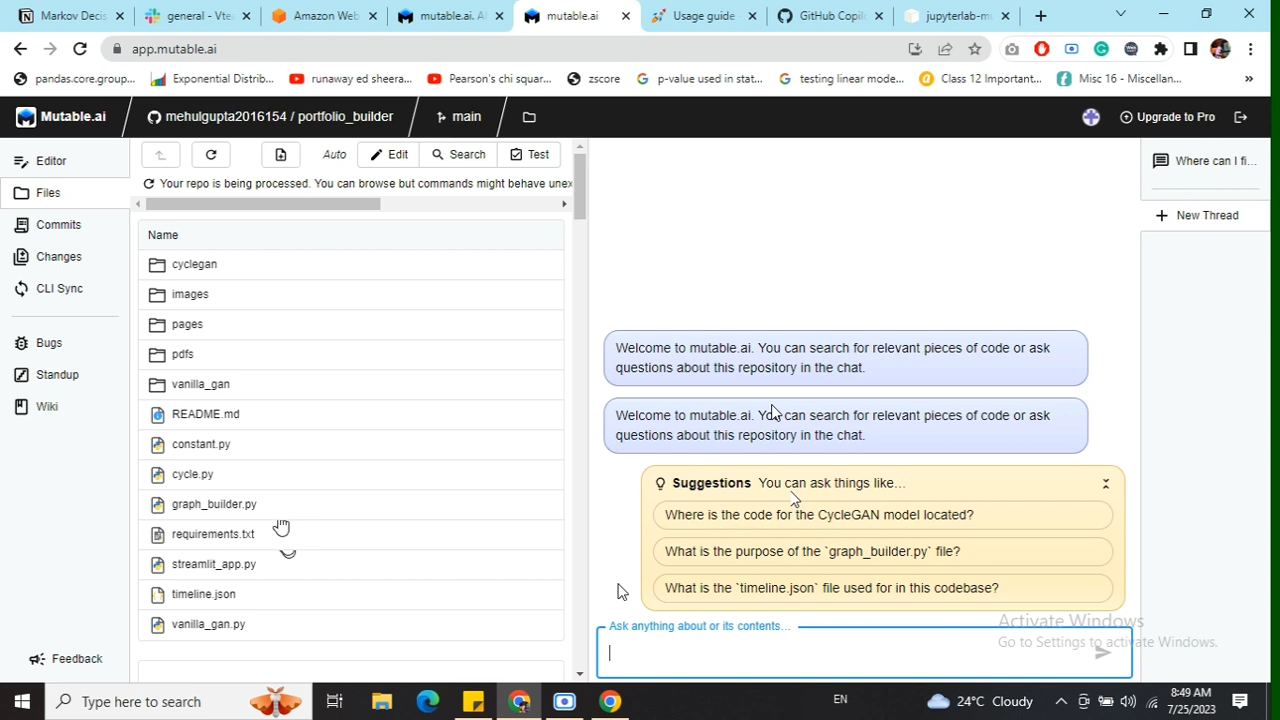 Markov Decis
general - Vte
Amazon Web
mutable.ai. A
mutable.ai
Usage guide
GitHub Copil
jupyterlab-m
app.mutable.ai
pandas.core.group...
Exponential Distrib...
runaway ed sheera...
Pearson's chi squar...
zscore
p-value used in stat...
testing linear mode...
Class 12 Important...
Misc 16 - Miscellan...
»
Mutable.ai
mehulgupta2016154 / portfolio_builder
main
Upgrade to Pro
Editor
Files
Commits
Changes
CLI Sync
Bugs
Standup
Wiki
Feedback
Auto
Edit
Search
Test
Your repo is being processed. You can browse but commands might behave unex
Name
cyclegan
images
pages
pdfs
vanilla_gan
README.md
constant.py
cycle.py
graph_builder.py
requirements.txt
streamlit_app.py
timeline.json
vanilla_gan.py
Welcome to mutable.ai. You can search for relevant pieces of code or ask
questions about this repository in the chat.
Welcome to mutable.ai. You can search for relevant pieces of code or ask
questions about this repository in the chat.
Suggestions You can ask things like...
Where is the code for the CycleGAN model located?
What is the purpose of the `graph_builder.py` file?
What is the `timeline.json` file used for in this codebase?
Ask anything about or its contents...
Where can I fi...
New Thread
Activate Windows
Go to Settings to activate Windows.
Type here to search
EN
24°C Cloudy
8:49 AM
7/25/2023